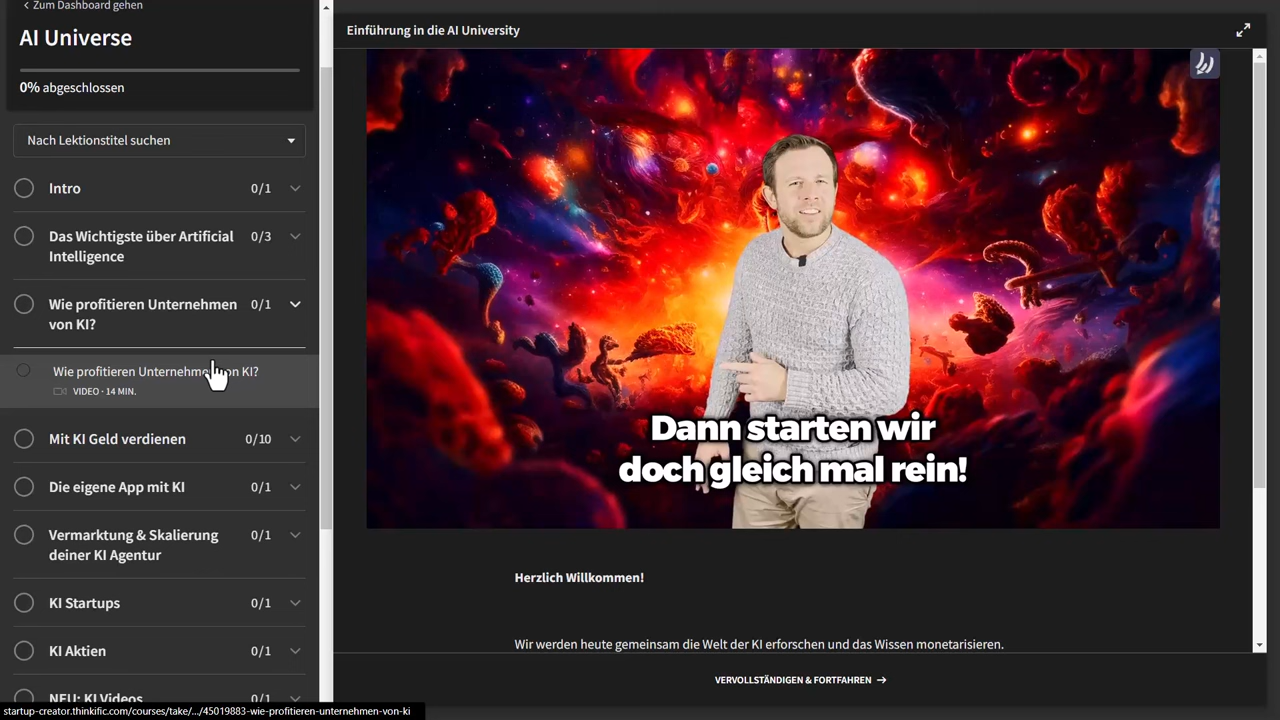 Zum Dashboard gehen
AI Universe
0% abgeschlossen
Nach Lektionstitel suchen
Intro 0/1
Das Wichtigste über Artificial 0/3
Intelligence
Wie profitieren Unternehmen 0/1
von KI?
Wie profitieren Unternehmen von KI?
VIDEO · 14 MIN.
Mit KI Geld verdienen 0/10
Die eigene App mit KI 0/1
Vermarktung & Skalierung 0/1
deiner KI Agentur
KI Startups 0/1
KI Aktien 0/1
NEU: KI Videos 0/1
startup-creator.thinkific.com/courses/take/.../45019883-wie-profitieren-unternehmen-von-ki
Einführung in die AI University
Dann starten wir
doch gleich mal rein!
Herzlich Willkommen!
Wir werden heute gemeinsam die Welt der KI erforschen und das Wissen monetarisieren.
VERVOLLSTÄNDIGEN & FORTFAHREN